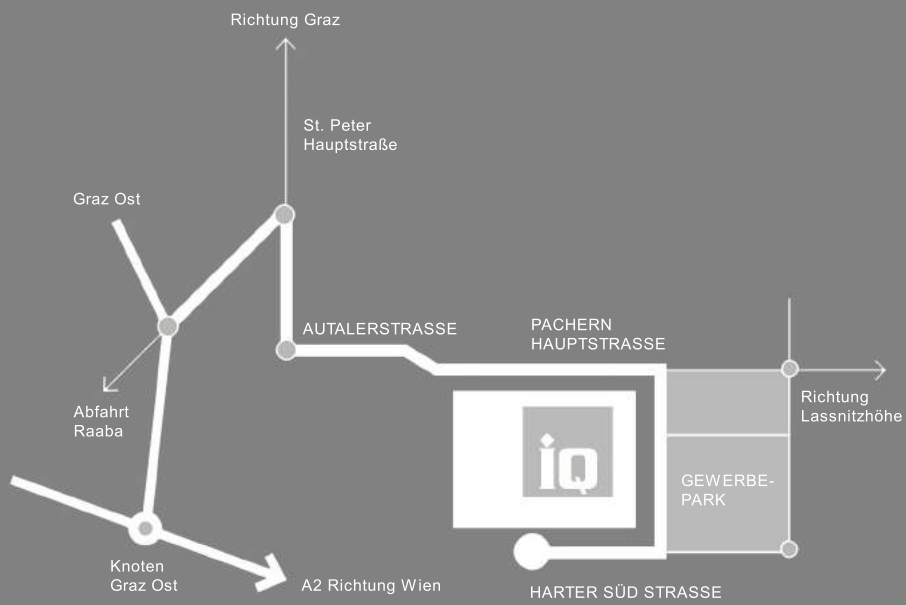 Richtung Graz
St. Peter
Hauptstraße
Graz Ost
AUTALERSTRASSE
PACHERN
HAUPTSTRASSE
Abfahrt
Raaba
Richtung
Lassnitzhöhe
iQ
GEWERBE-
PARK
Knoten
Graz Ost
A2 Richtung Wien
HARTER SÜD STRASSE